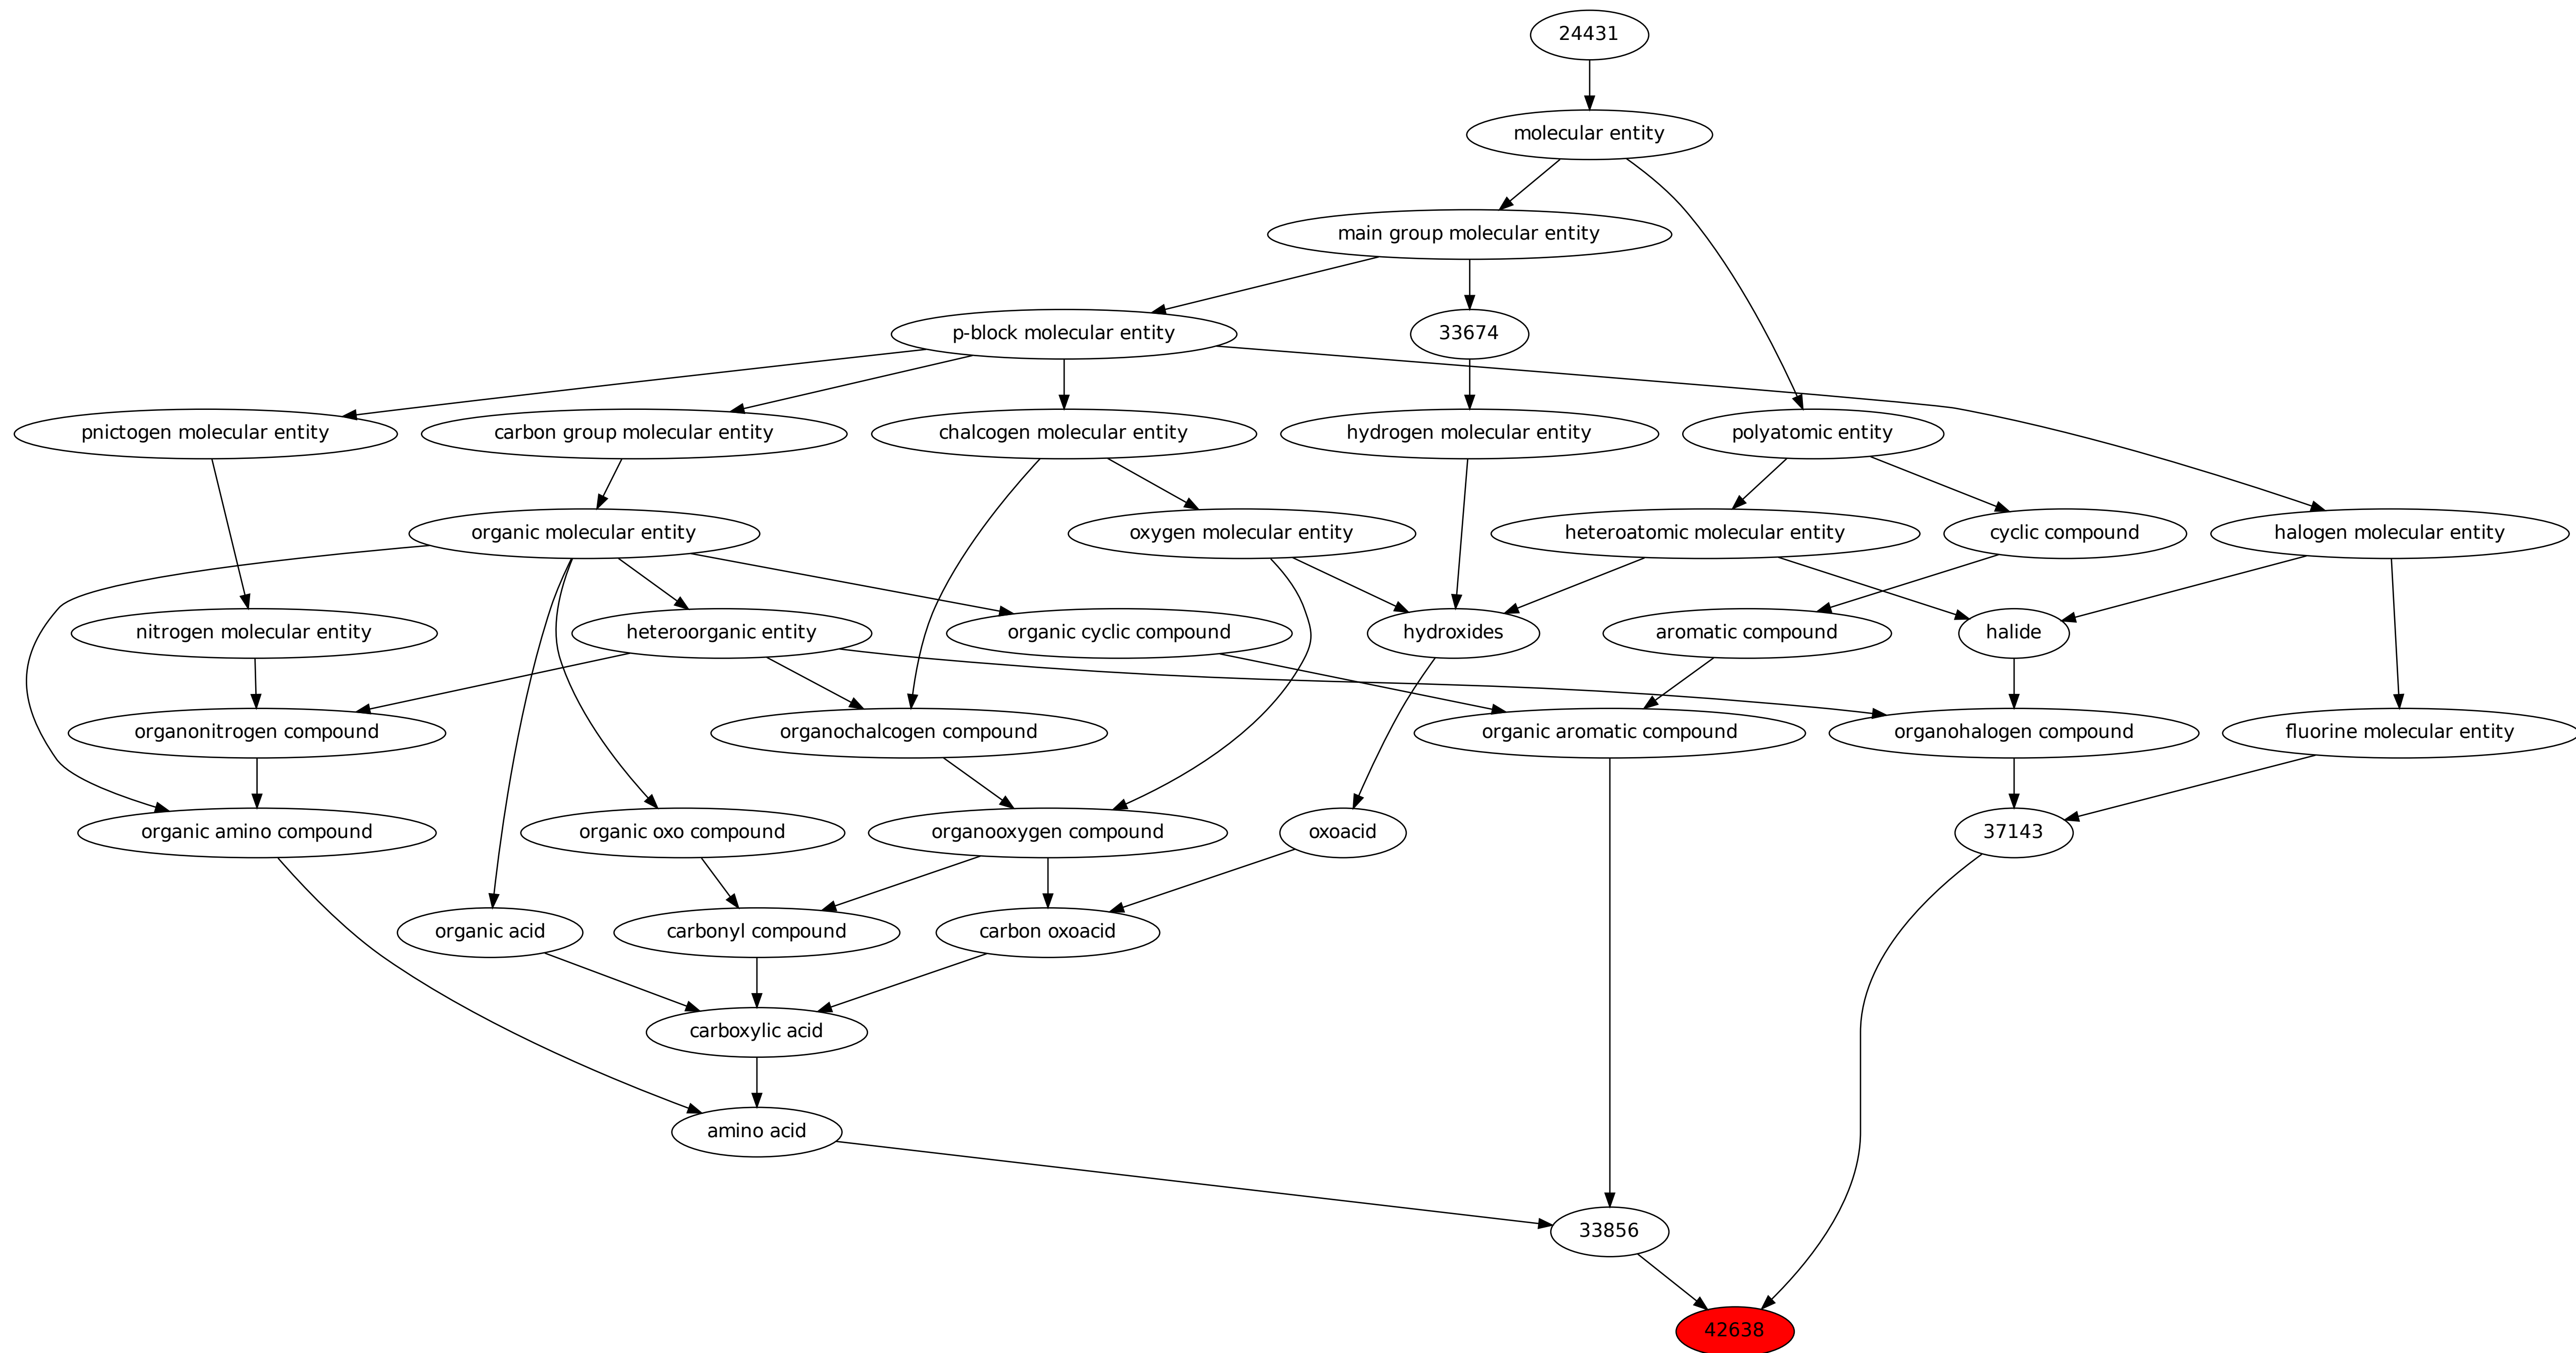 24431
molecular entity
main group molecular entity
p-block molecular entity
33674
pnictogen molecular entity
carbon group molecular entity
chalcogen molecular entity
hydrogen molecular entity
polyatomic entity
organic molecular entity
oxygen molecular entity
heteroatomic molecular entity
cyclic compound
halogen molecular entity
nitrogen molecular entity
heteroorganic entity
organic cyclic compound
hydroxides
aromatic compound
halide
organonitrogen compound
organochalcogen compound
organic aromatic compound
organohalogen compound
fluorine molecular entity
organic amino compound
organic oxo compound
organooxygen compound
oxoacid
37143
organic acid
carbonyl compound
carbon oxoacid
carboxylic acid
amino acid
33856
42638